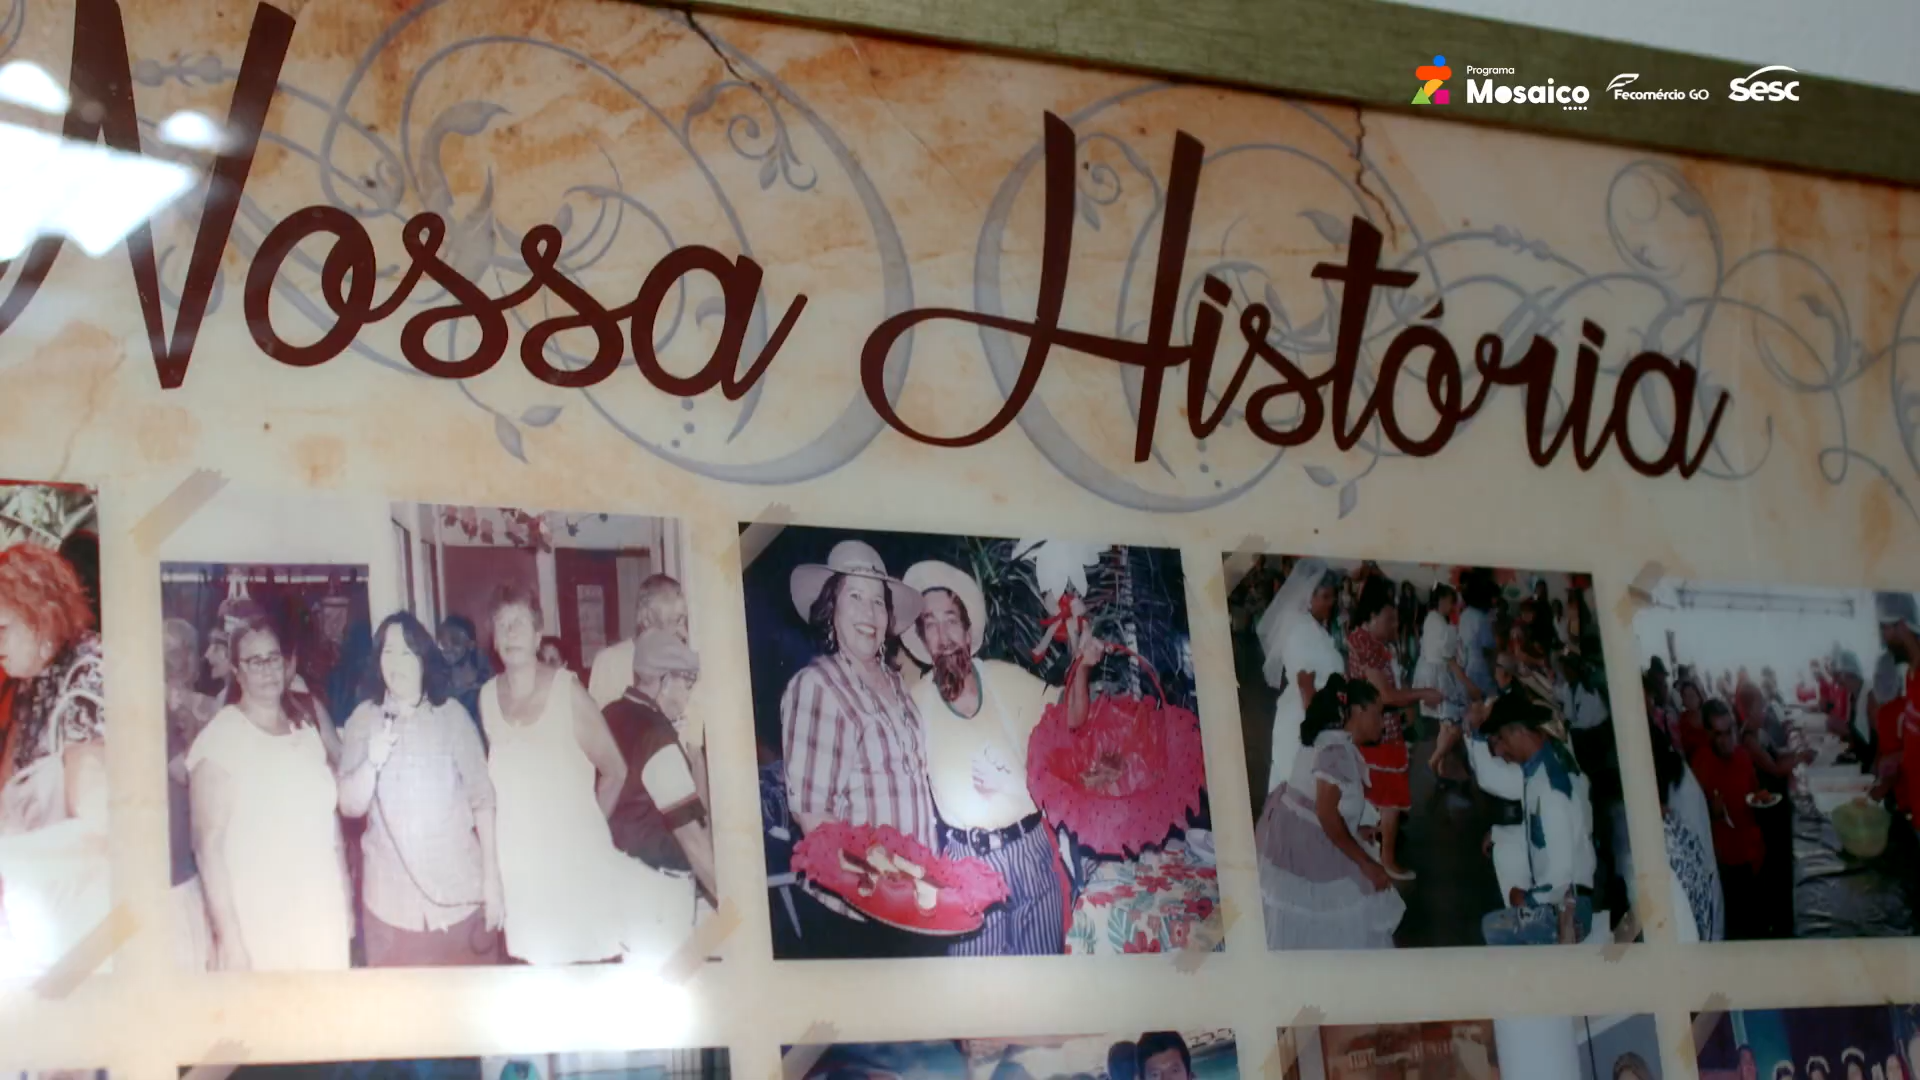 Programa
Mosaico
Fecomércio GO
Sesc
Nossa História